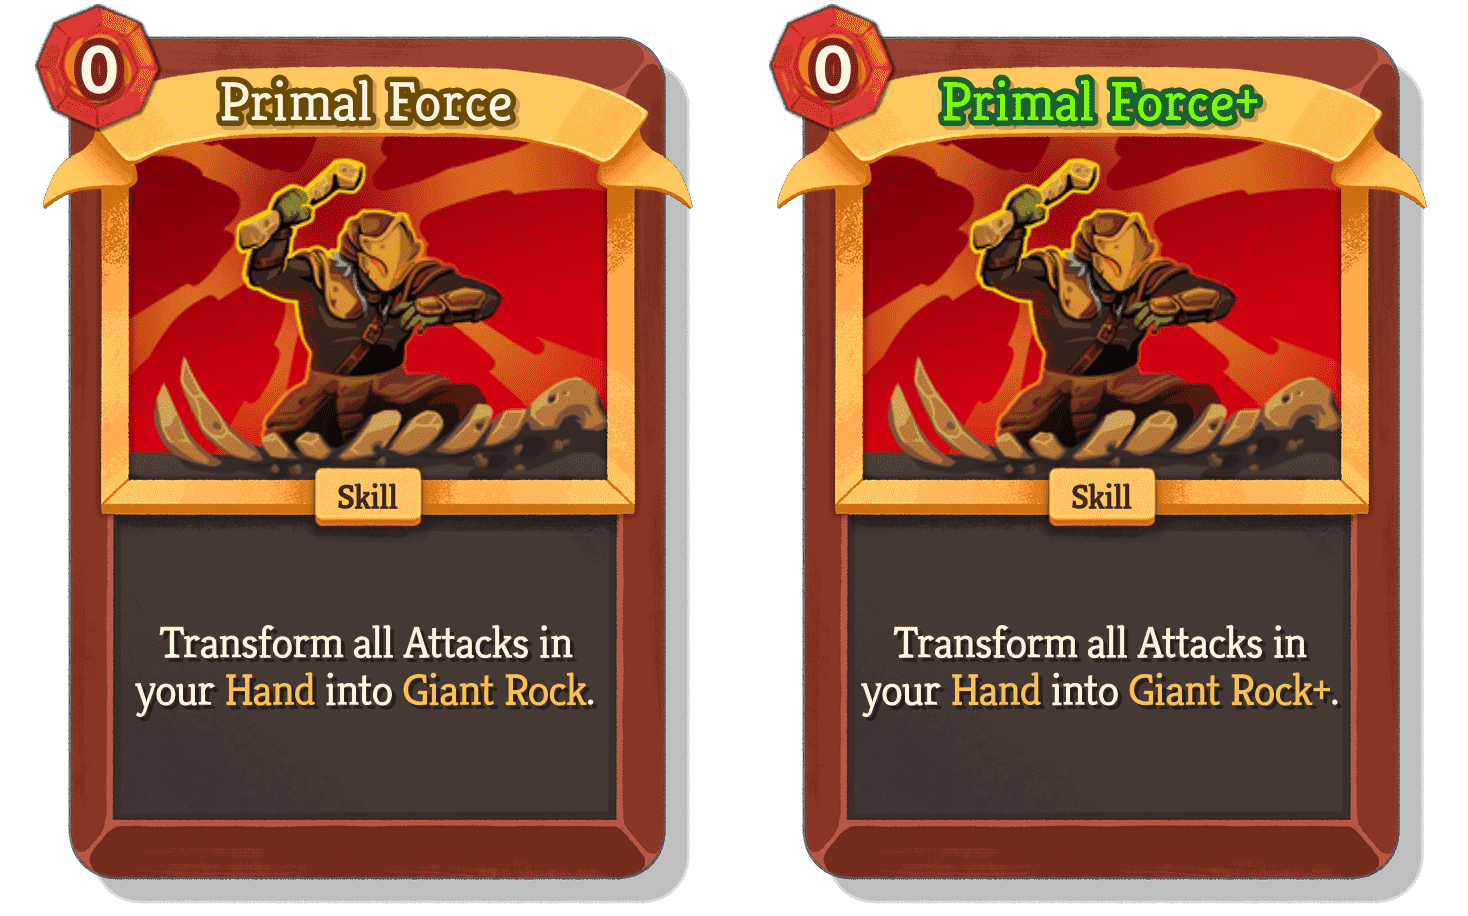 0
Primal Force
Skill
Transform all Attacks in
your Hand into Giant Rock.
0
Primal Force+
Skill
Transform all Attacks in
your Hand into Giant Rock+.